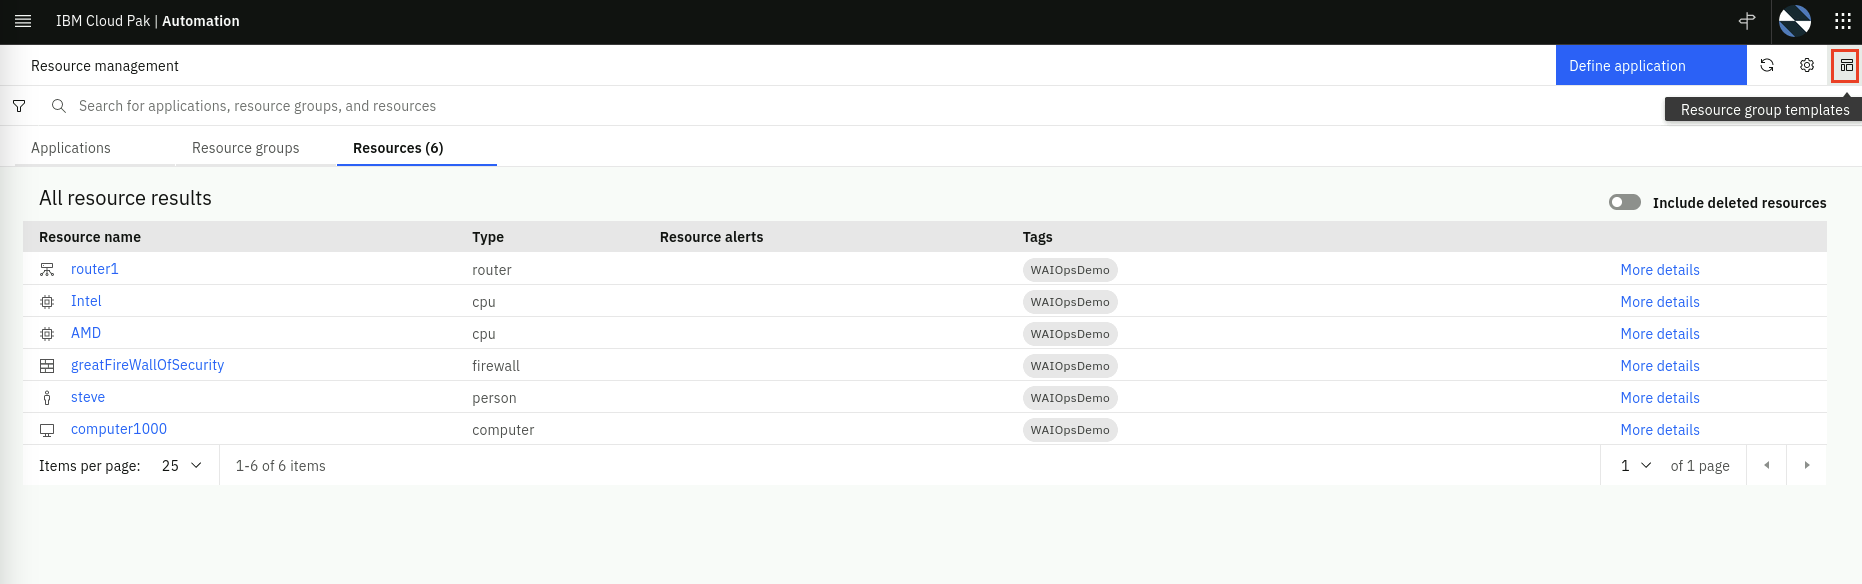 IBM Cloud Pak | Automation
Resource management
Define application
Search for applications, resource groups, and resources
Resource group templates
Applications Resource groups Resources (6)
All resource results
Include deleted resources
Resource name Type Resource alerts Tags
router1 router WAIOpsDemo More details
Intel cpu WAIOpsDemo More details
AMD cpu WAIOpsDemo More details
greatFireWallOfSecurity firewall WAIOpsDemo More details
steve person WAIOpsDemo More details
computer1000 computer WAIOpsDemo More details
Items per page: 25 1-6 of 6 items 1 of 1 page